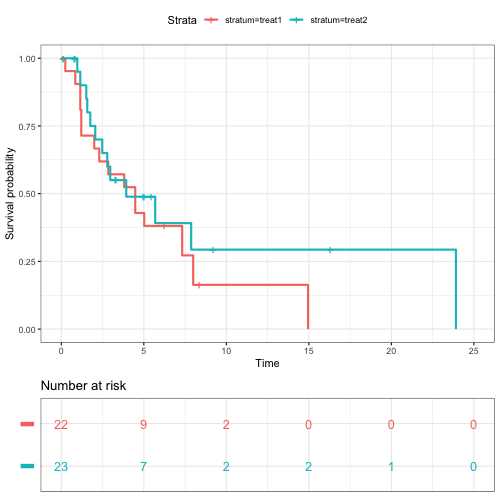 Strata stratum=treat1 stratum=treat2
Survival probability
1.00
0.75
0.50
0.25
0.00
0 5 10 15 20 25
Time
Number at risk
22 9 2 0 0 0
23 7 2 2 1 0